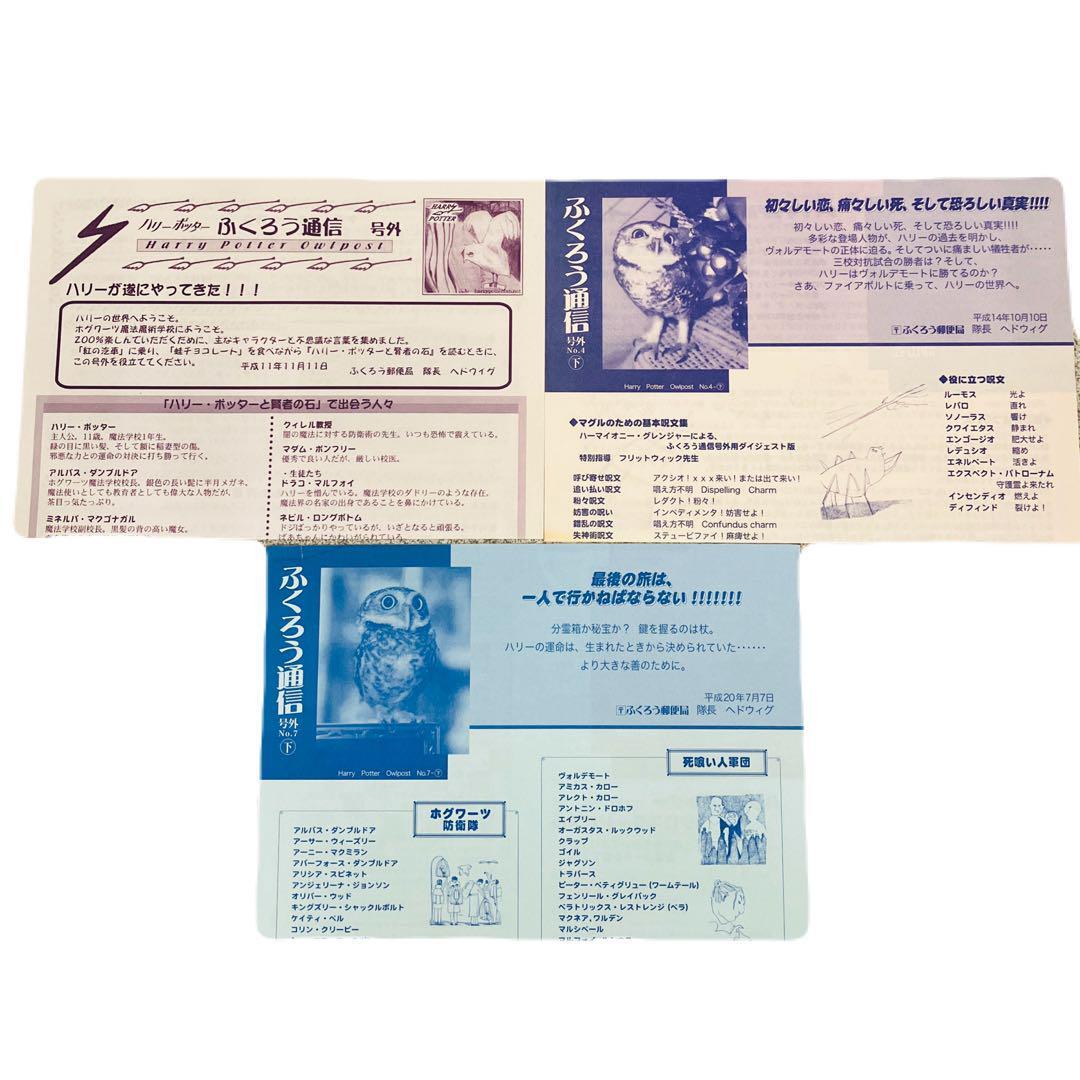 ハリー・ポッター ふくろう通信 号外
Harry Potter Owlpost
HARRY POTTER
ハリーが遂にやってきた！！！
ハリーの世界へようこそ。
ホグワーツ魔法魔術学校にようこそ。
200％楽しんでいただくために、主なキャラクターと不思議な言葉を集めました。
「紅の汽車」に乗り、「蛙チョコレート」を食べながら『ハリー・ポッターと賢者の石』を読むときに、
この号外を役立ててください。
平成11年11月11日 ふくろう郵便局 隊長 ヘドウィグ
「ハリー・ポッターと賢者の石」で出会う人々
ハリー・ポッター
主人公。11歳。魔法学校1年生。
緑の目に黒い髪、そして額に稲妻型の傷。
邪悪な力との運命の対決に打ち勝って行く。
アルバス・ダンブルドア
ホグワーツ魔法学校校長。銀色の長い髭に半月メガネ。
魔法使いとしても教育者としても偉大な人物だが、
茶目っ気たっぷり。
ミネルバ・マクゴナガル
魔法学校副校長。黒髪の背の高い魔女。
クィレル教授
闇の魔法に対する防衛術の先生。いつも恐怖で震えている。
マダム・ポンフリー
優秀で良い人だが、厳しい校医。
・生徒たち
ドラコ・マルフォイ
ハリーを憎んでいる。魔法学校のダドリーのような存在。
魔法界の名家の出身であることを鼻にかけている。
ネビル・ロングボトム
ドジばっかりやっているが、いざとなると頑張る。
ばあちゃんにかわいがられている。
ふくろう通信
号外
No.4
下
Harry Potter Owlpost No.4-下
初々しい恋、痛々しい死、そして恐ろしい真実!!!!
初々しい恋、痛々しい死、そして恐ろしい真実!!!!
多彩な登場人物が、ハリーの過去を明かし、
ヴォルデモートの正体に迫る。そしてついに痛ましい犠牲者が‥‥‥
三校対抗試合の勝者は？そして、
ハリーはヴォルデモートに勝てるのか？
さあ、ファイアボルトに乗って、ハリーの世界へ。
平成14年10月10日
〒ふくろう郵便局 隊長 ヘドウィグ
◆マグルのための基本呪文集
ハーマイオニー・グレンジャーによる、
ふくろう通信号外用ダイジェスト版
特別指導 フリットウィック先生
呼び寄せ呪文 アクシオ！ｘｘｘ来い！または出て来い！
追い払い呪文 唱え方不明 Dispelling Charm
粉々呪文 レダクト！粉々！
妨害の呪い インペディメンタ！妨害せよ！
錯乱の呪文 唱え方不明 Confundus charm
失神術呪文 ステューピファイ！麻痺せよ！
◆役に立つ呪文
ルーモス 光よ
レパロ 直れ
ソノーラス 響け
クワイエタス 静まれ
エンゴージオ 肥大せよ
レデュシオ 縮め
エネルベート 活きよ
エクスペクト・パトローナム
守護霊よ来たれ
インセンディオ 燃えよ
ディフィンド 裂けよ！
ふくろう通信
号外
No.7
下
Harry Potter Owlpost No.7-下
最後の旅は、
一人で行かねばならない!!!!!!!
分霊箱か秘宝か？ 鍵を握るのは杖。
ハリーの運命は、生まれたときから決められていた‥‥‥
より大きな善のために。
平成20年7月7日
〒ふくろう郵便局 隊長 ヘドウィグ
ホグワーツ
防衛隊
アルバス・ダンブルドア
アーサー・ウィーズリー
アーニー・マクミラン
アバーフォース・ダンブルドア
アリシア・スピネット
アンジェリーナ・ジョンソン
オリバー・ウッド
キングズリー・シャックルボルト
ケイティ・ベル
コリン・クリービー
死喰い人軍団
ヴォルデモート
アミカス・カロー
アレクト・カロー
アントニン・ドロホフ
エイブリー
オーガスタス・ルックウッド
クラッブ
ゴイル
ジャグソン
トラバース
ピーター・ペティグリュー（ワームテール）
フェンリール・グレイバック
ベラトリックス・レストレンジ（ベラ）
マクネア、ワルデン
マルシベール